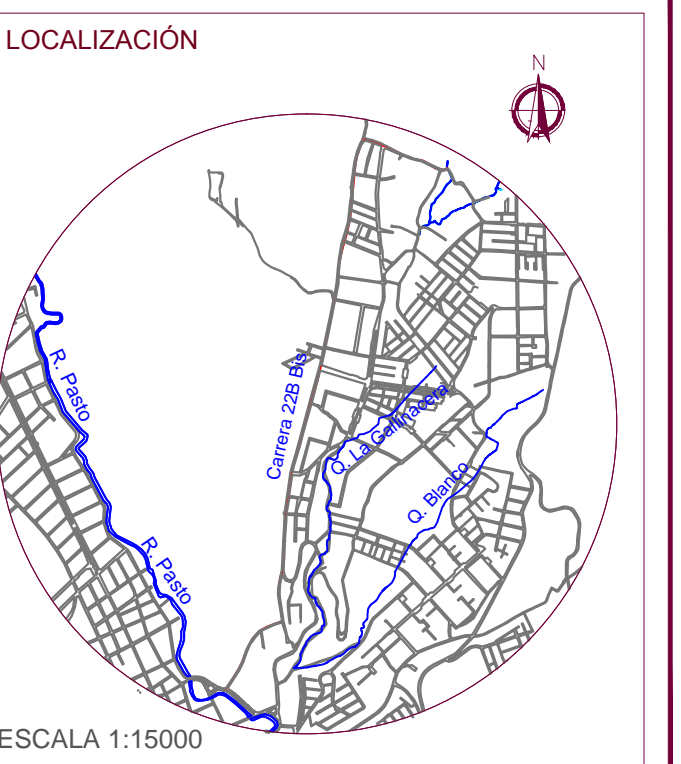 LOCALIZACIÓN
N
R. Pasto
Carrera 22B Bis
Q. La Gallinacera
Q. Blanco
R. Pasto
ESCALA 1:15000